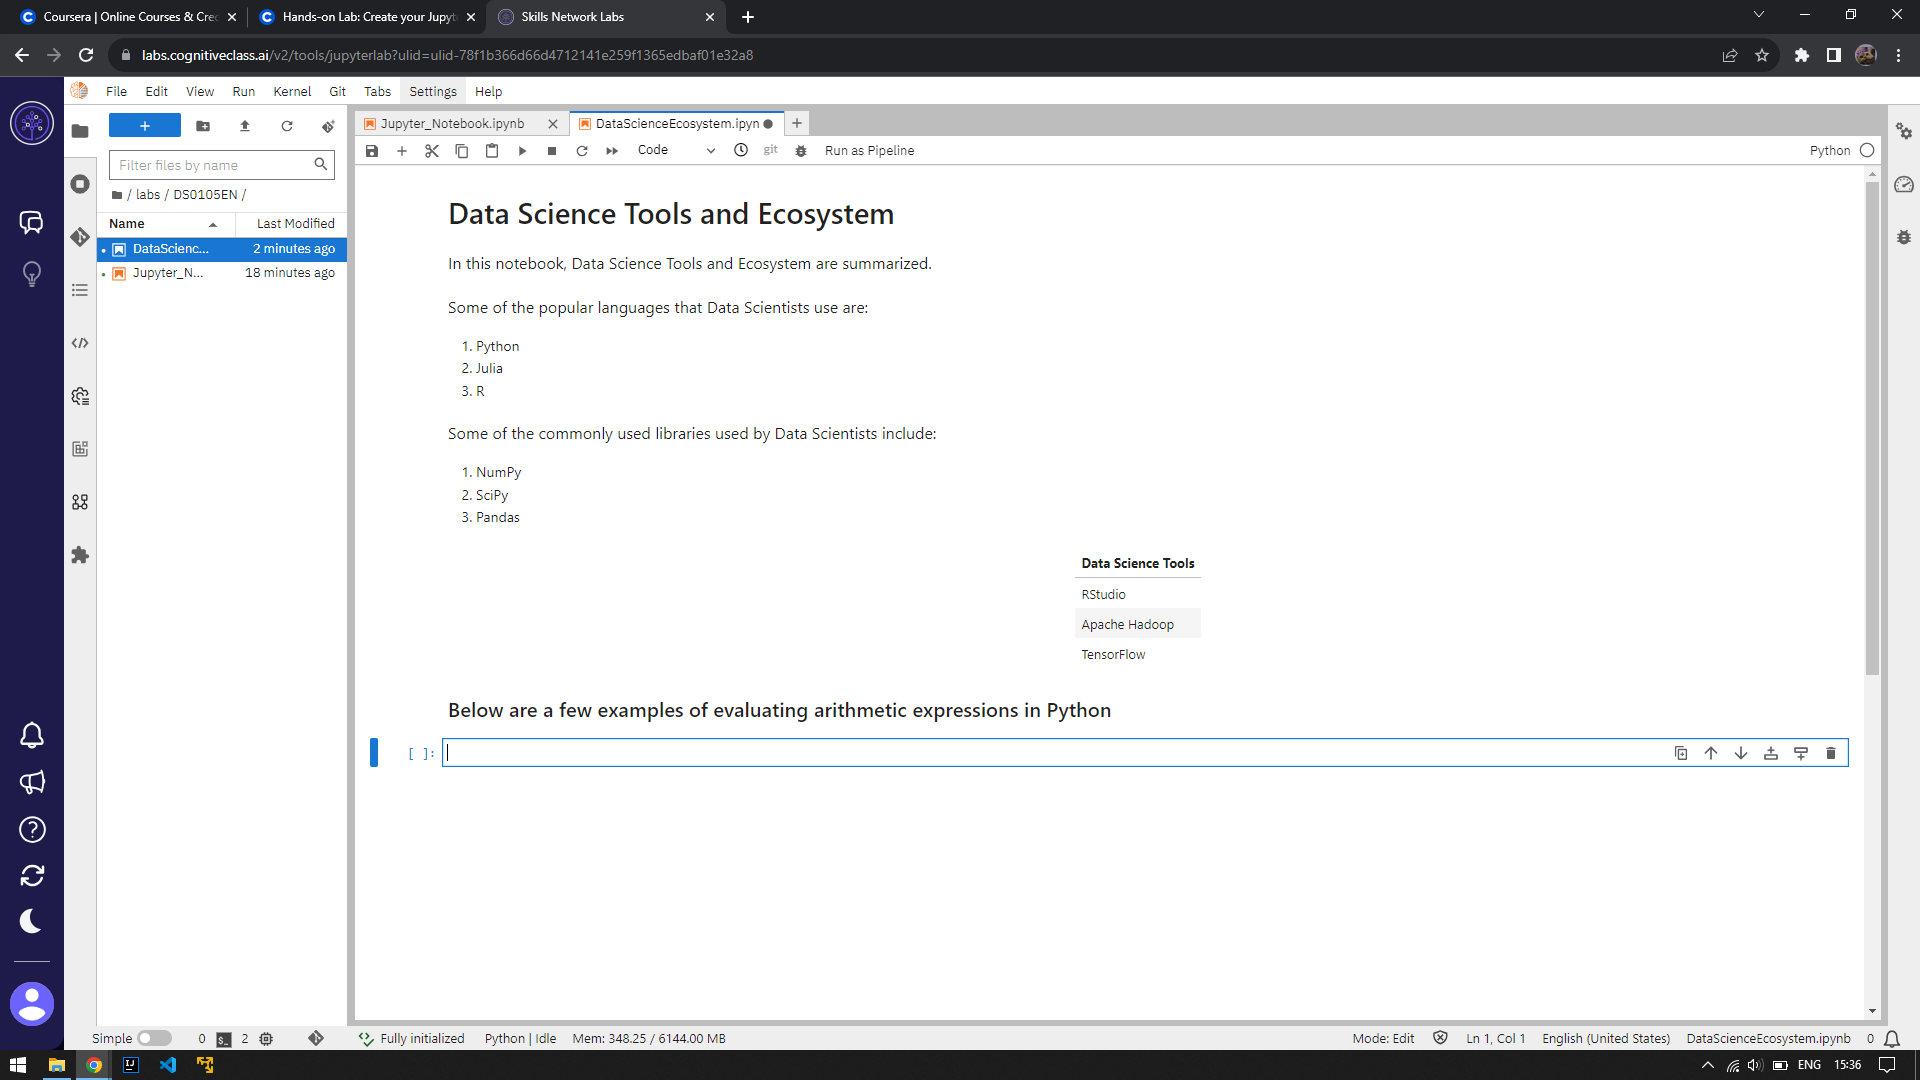 Coursera | Online Courses & Cre
Hands-on Lab: Create your Jupyt
Skills Network Labs
labs.cognitiveclass.ai/v2/tools/jupyterlab?ulid=ulid-78f1b366d66d4712141e259f1365edbaf01e32a8
File Edit View Run Kernel Git Tabs Settings Help
Jupyter_Notebook.ipynb
DataScienceEcosystem.ipyn
Filter files by name
/ labs / DS0105EN /
Name Last Modified
DataScienc... 2 minutes ago
Jupyter_N... 18 minutes ago
Code
git
Run as Pipeline
Python
Data Science Tools and Ecosystem
In this notebook, Data Science Tools and Ecosystem are summarized.
Some of the popular languages that Data Scientists use are:
1. Python
2. Julia
3. R
Some of the commonly used libraries used by Data Scientists include:
1. NumPy
2. SciPy
3. Pandas
Data Science Tools
RStudio
Apache Hadoop
TensorFlow
Below are a few examples of evaluating arithmetic expressions in Python
[ ]:
Simple 0 $_ 2 Fully initialized Python | Idle Mem: 348.25 / 6144.00 MB Mode: Edit Ln 1, Col 1 English (United States) DataScienceEcosystem.ipynb 0
IJ ENG 15:36